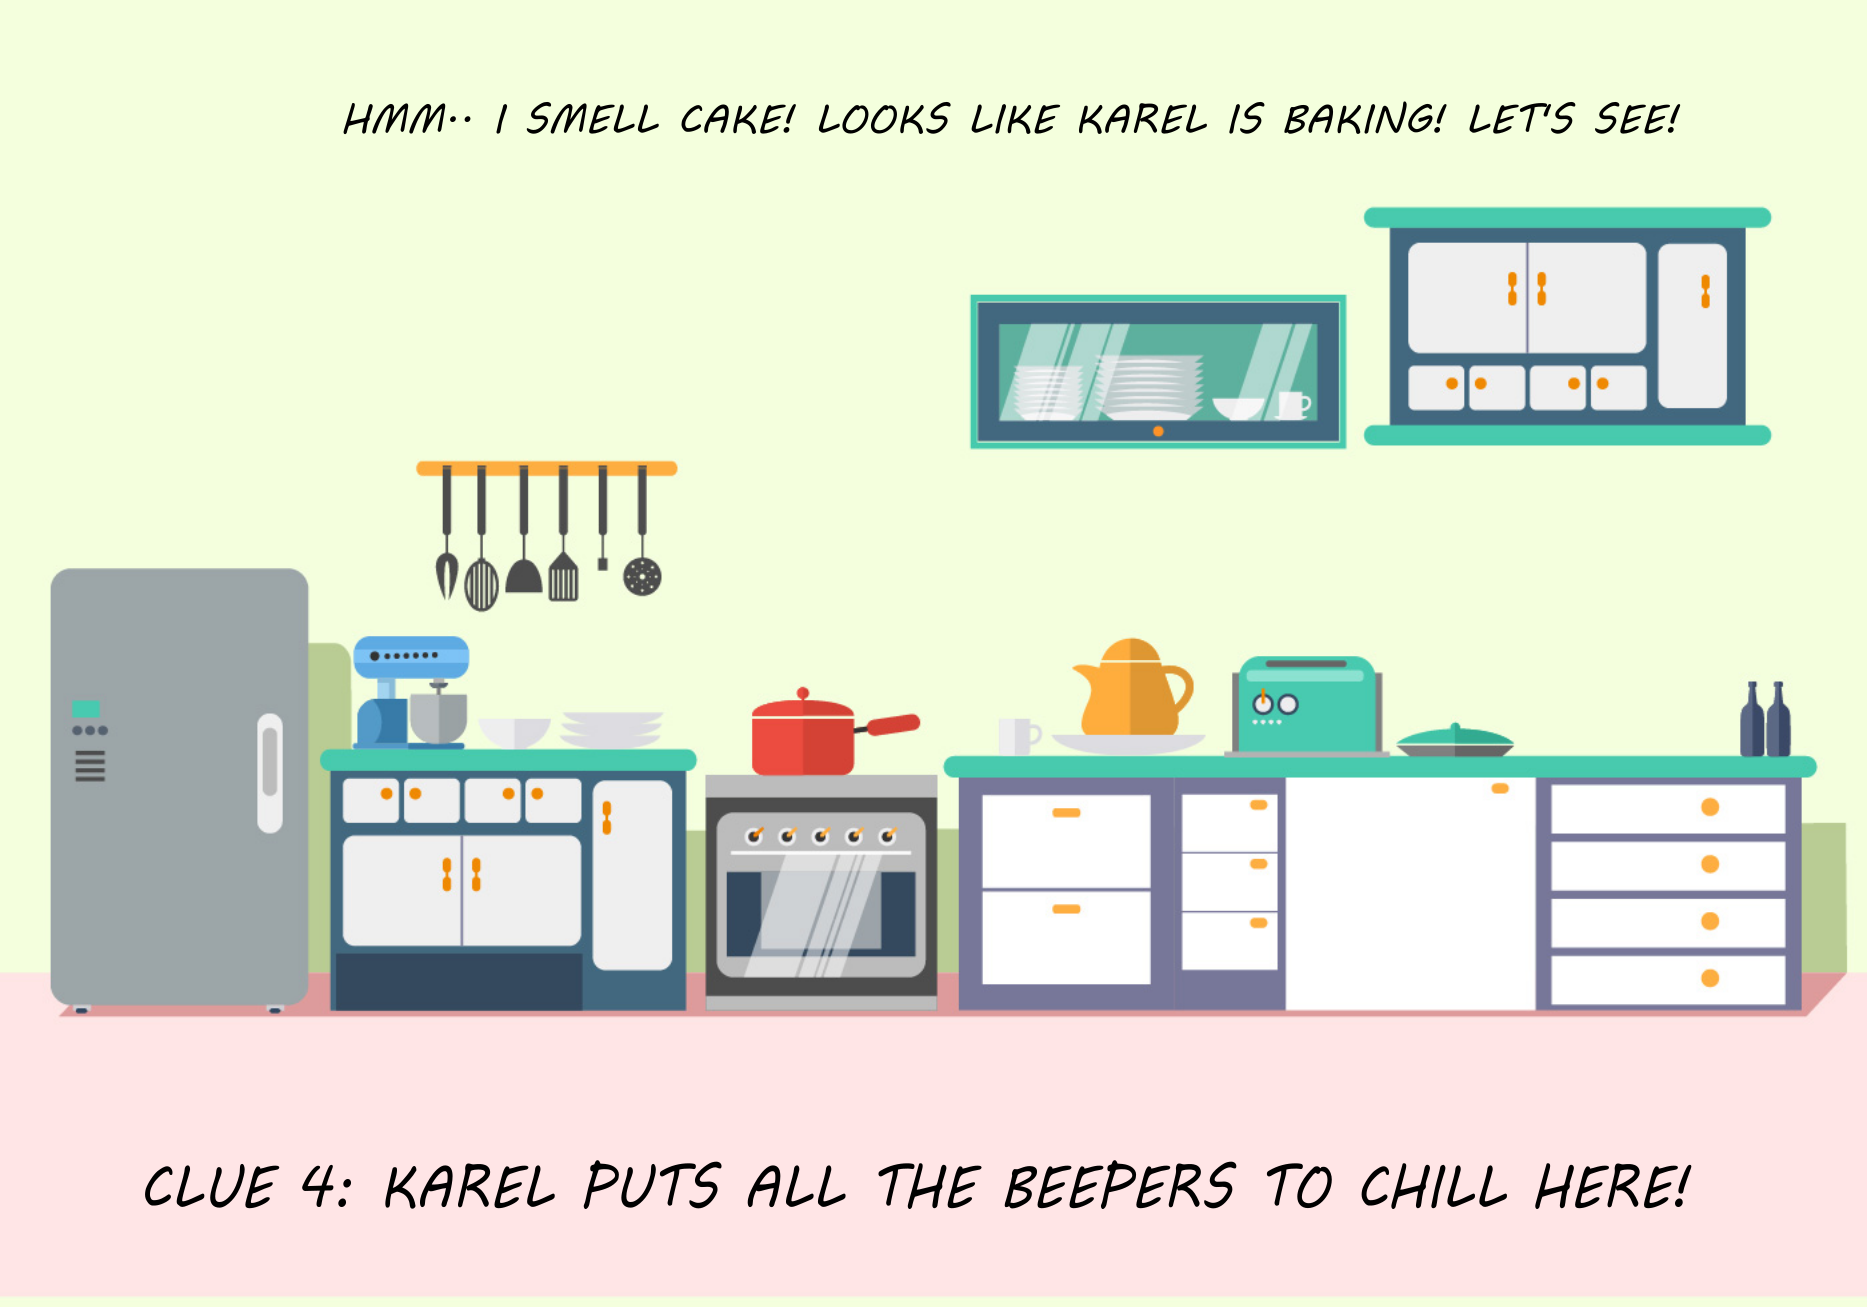 HMM.. I SMELL CAKE! LOOKS LIKE KAREL IS BAKING! LET'S SEE!
CLUE 4: KAREL PUTS ALL THE BEEPERS TO CHILL HERE!